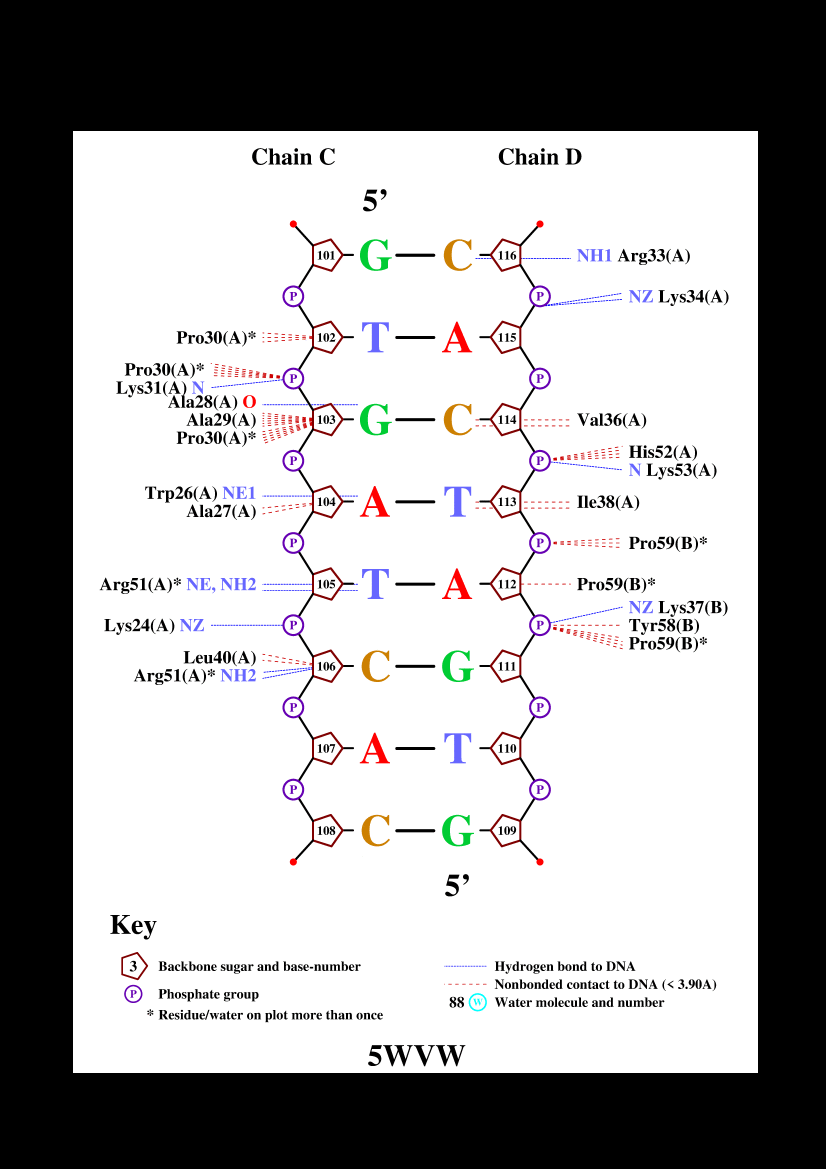 Chain C Chain D
5’
101 G C 116 NH1 Arg33(A)
P P NZ Lys34(A)
Pro30(A)* 102 T A 115
Pro30(A)* P P
Lys31(A) N
Ala28(A) O
Ala29(A) 103 G C 114 Val36(A)
Pro30(A)*
P P His52(A)
N Lys53(A)
Trp26(A) NE1 104 A T 113 Ile38(A)
Ala27(A)
P P Pro59(B)*
Arg51(A)* NE, NH2 105 T A 112 Pro59(B)*
NZ Lys37(B)
Lys24(A) NZ P P Tyr58(B)
Pro59(B)*
Leu40(A) 106 C G 111
Arg51(A)* NH2
P P
107 A T 110
P P
108 C G 109
5’
Key
3 Backbone sugar and base-number
P Phosphate group
* Residue/water on plot more than once
Hydrogen bond to DNA
Nonbonded contact to DNA (< 3.90A)
88 W Water molecule and number
5WVW